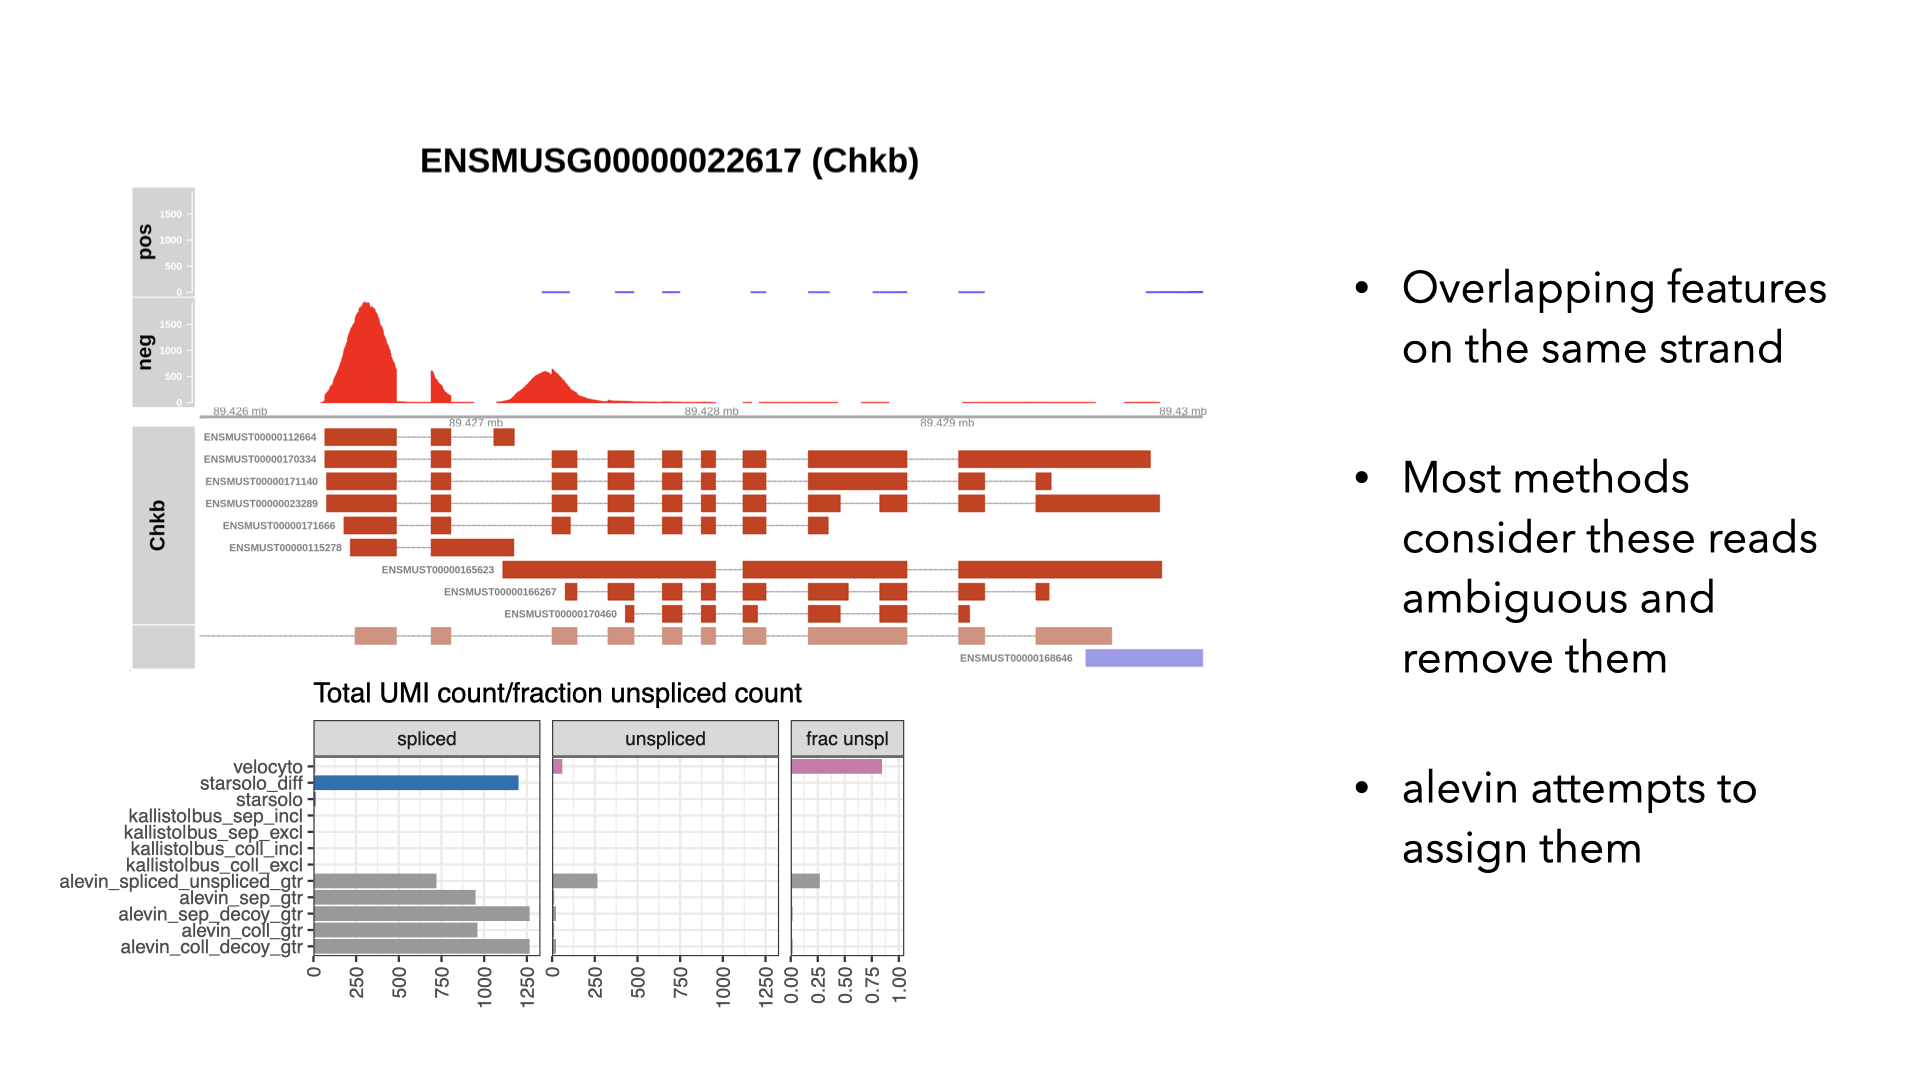 ENSMUSG00000022617 (Chkb)
pos
1500
1000
500
0
neg
1500
1000
500
0
89.426 mb
89.427 mb
89.428 mb
89.429 mb
89.43 mb
Chkb
ENSMUST00000112664
ENSMUST00000170334
ENSMUST00000171140
ENSMUST00000023289
ENSMUST00000171666
ENSMUST00000115278
ENSMUST00000165623
ENSMUST00000166267
ENSMUST00000170460
ENSMUST00000168646
Total UMI count/fraction unspliced count
spliced unspliced frac unspl
velocyto
starsolo_diff
starsolo
kallistolbus_sep_incl
kallistolbus_sep_excl
kallistolbus_coll_incl
kallistolbus_coll_excl
alevin_spliced_unspliced_gtr
alevin_sep_gtr
alevin_sep_decoy_gtr
alevin_coll_gtr
alevin_coll_decoy_gtr
0 250 500 750 1000 1250 0 250 500 750 1000 1250 0.00 0.25 0.50 0.75 1.00
• Overlapping features
on the same strand
• Most methods
consider these reads
ambiguous and
remove them
• alevin attempts to
assign them